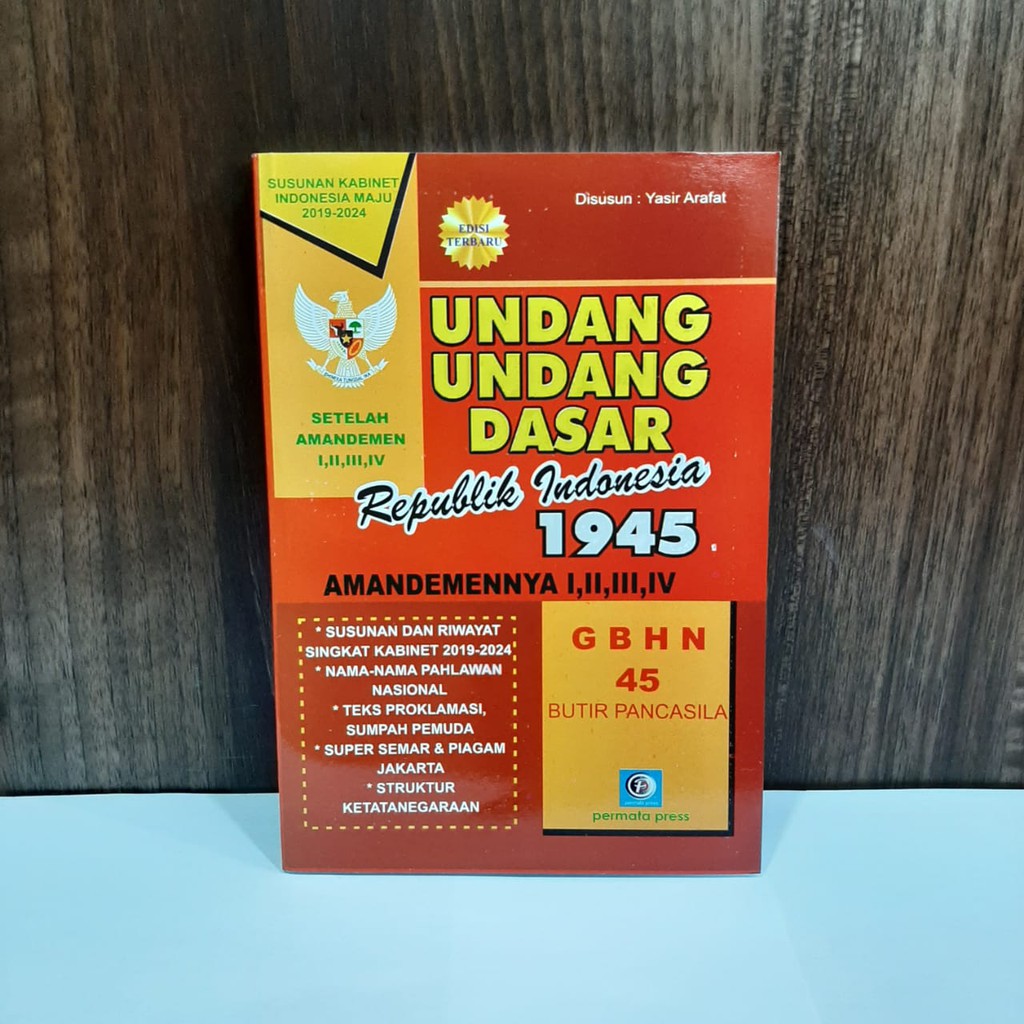 SUSUNAN KABINET
INDONESIA MAJU
2019-2024
Disusun : Yasir Arafat
EDISI
TERBARU
UNDANG
UNDANG
DASAR
Republik Indonesia
1945
SETELAH
AMANDEMEN
I,II,III,IV
AMANDEMENNYA I,II,III,IV
* SUSUNAN DAN RIWAYAT
SINGKAT KABINET 2019-2024
* NAMA-NAMA PAHLAWAN
NASIONAL
* TEKS PROKLAMASI,
SUMPAH PEMUDA
* SUPER SEMAR & PIAGAM
JAKARTA
* STRUKTUR
KETATANEGARAAN
G B H N
45
BUTIR PANCASILA
permata press
permata press